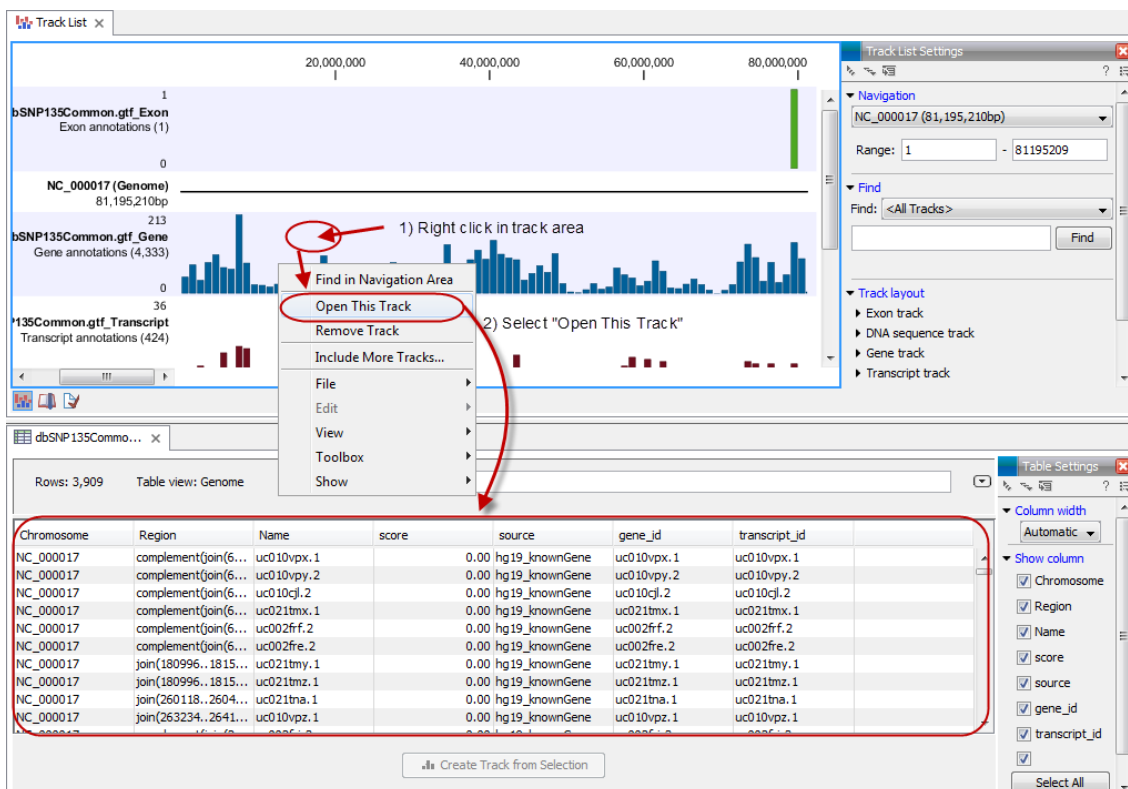 Track List
20,000,000 40,000,000 60,000,000 80,000,000
1
bSNP135Common.gtf_Exon
Exon annotations (1)
0
NC_000017 (Genome)
81,195,210bp
213
bSNP135Common.gtf_Gene
Gene annotations (4,333)
0
36
135Common.gtf_Transcript
Transcript annotations (424)
1) Right click in track area
Find in Navigation Area
Open This Track
2) Select "Open This Track"
Remove Track
Include More Tracks...
File
Edit
View
Toolbox
Show
Track List Settings
?
Navigation
NC_000017 (81,195,210bp)
Range: 1 - 81195209
Find
Find: <All Tracks>
Find
Track layout
Exon track
DNA sequence track
Gene track
Transcript track
dbSNP135Commo...
Rows: 3,909 Table view: Genome
Chromosome Region Name score source gene_id transcript_id
NC_000017 complement(join(6... uc010vpx.1 0.00 hg19_knownGene uc010vpx.1 uc010vpx.1
NC_000017 complement(join(6... uc010vpy.2 0.00 hg19_knownGene uc010vpy.2 uc010vpy.2
NC_000017 complement(join(6... uc010cjl.2 0.00 hg19_knownGene uc010cjl.2 uc010cjl.2
NC_000017 complement(join(6... uc021tmx.1 0.00 hg19_knownGene uc021tmx.1 uc021tmx.1
NC_000017 complement(join(6... uc002frf.2 0.00 hg19_knownGene uc002frf.2 uc002frf.2
NC_000017 complement(join(6... uc002fre.2 0.00 hg19_knownGene uc002fre.2 uc002fre.2
NC_000017 join(180996..1815... uc021tmy.1 0.00 hg19_knownGene uc021tmy.1 uc021tmy.1
NC_000017 join(180996..1815... uc021tmz.1 0.00 hg19_knownGene uc021tmz.1 uc021tmz.1
NC_000017 join(260118..2604... uc021tna.1 0.00 hg19_knownGene uc021tna.1 uc021tna.1
NC_000017 join(263234..2641... uc010vpz.1 0.00 hg19_knownGene uc010vpz.1 uc010vpz.1
Create Track from Selection
Table Settings
?
Column width
Automatic
Show column
Chromosome
Region
Name
score
source
gene_id
transcript_id
Select All